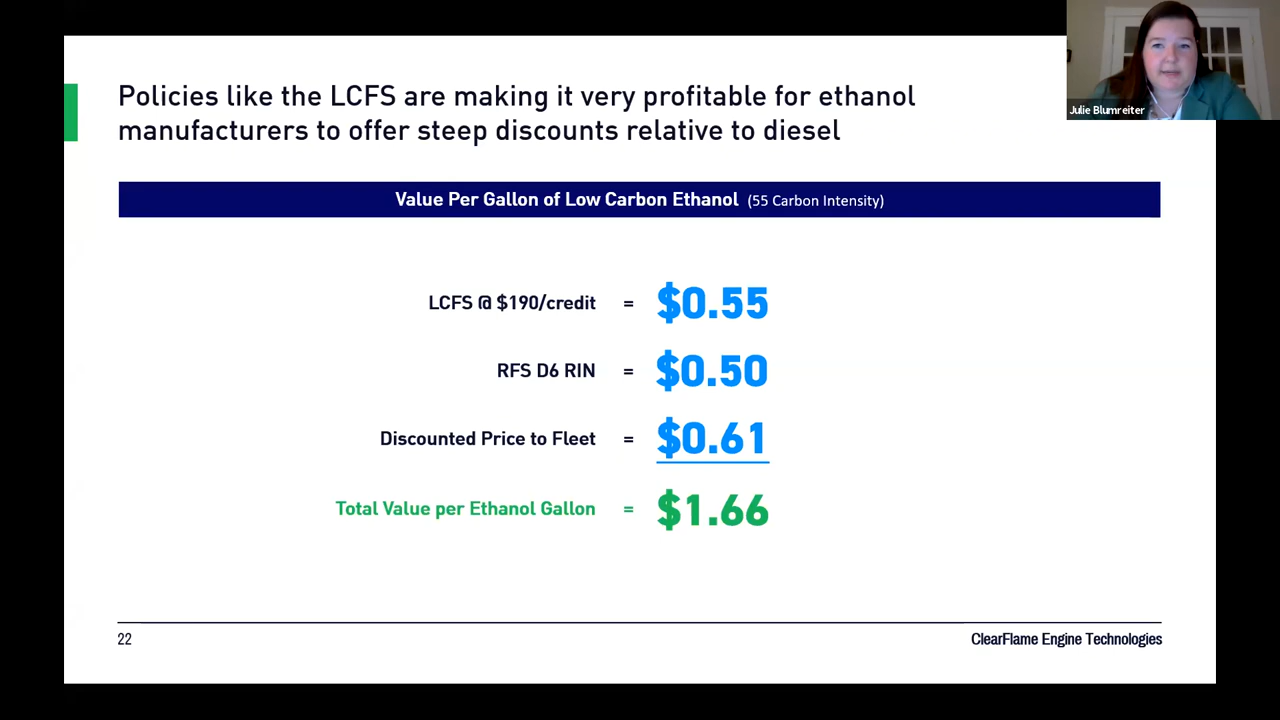 Policies like the LCFS are making it very profitable for ethanol
manufacturers to offer steep discounts relative to diesel
Julie Blumreiter
Value Per Gallon of Low Carbon Ethanol (55 Carbon Intensity)
LCFS @ $190/credit = $0.55
RFS D6 RIN = $0.50
Discounted Price to Fleet = $0.61
Total Value per Ethanol Gallon = $1.66
22 ClearFlame Engine Technologies